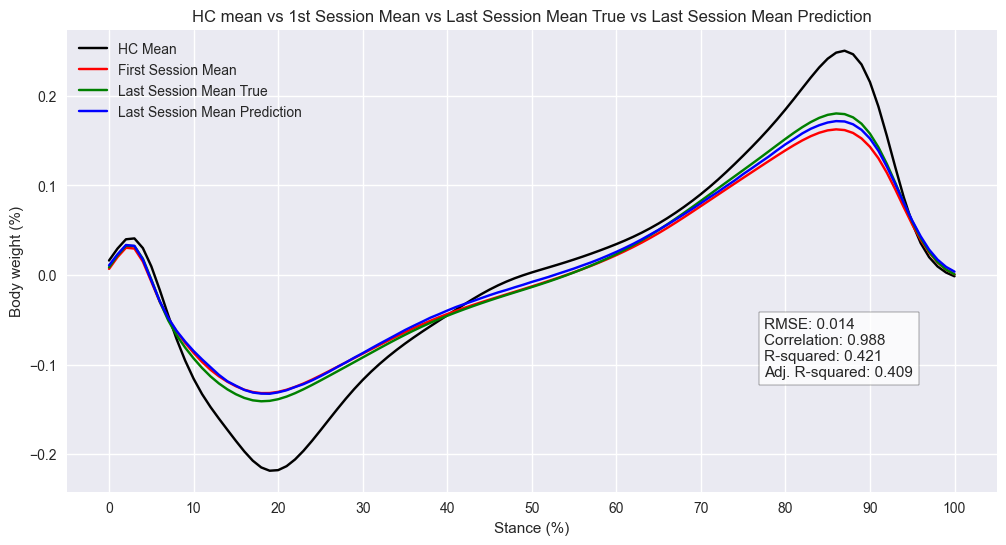 HC mean vs 1st Session Mean vs Last Session Mean True vs Last Session Mean Prediction
HC Mean
First Session Mean
Last Session Mean True
Last Session Mean Prediction
Body weight (%)
0.2
0.1
0.0
−0.1
−0.2
RMSE: 0.014
Correlation: 0.988
R-squared: 0.421
Adj. R-squared: 0.409
0 10 20 30 40 50 60 70 80 90 100
Stance (%)